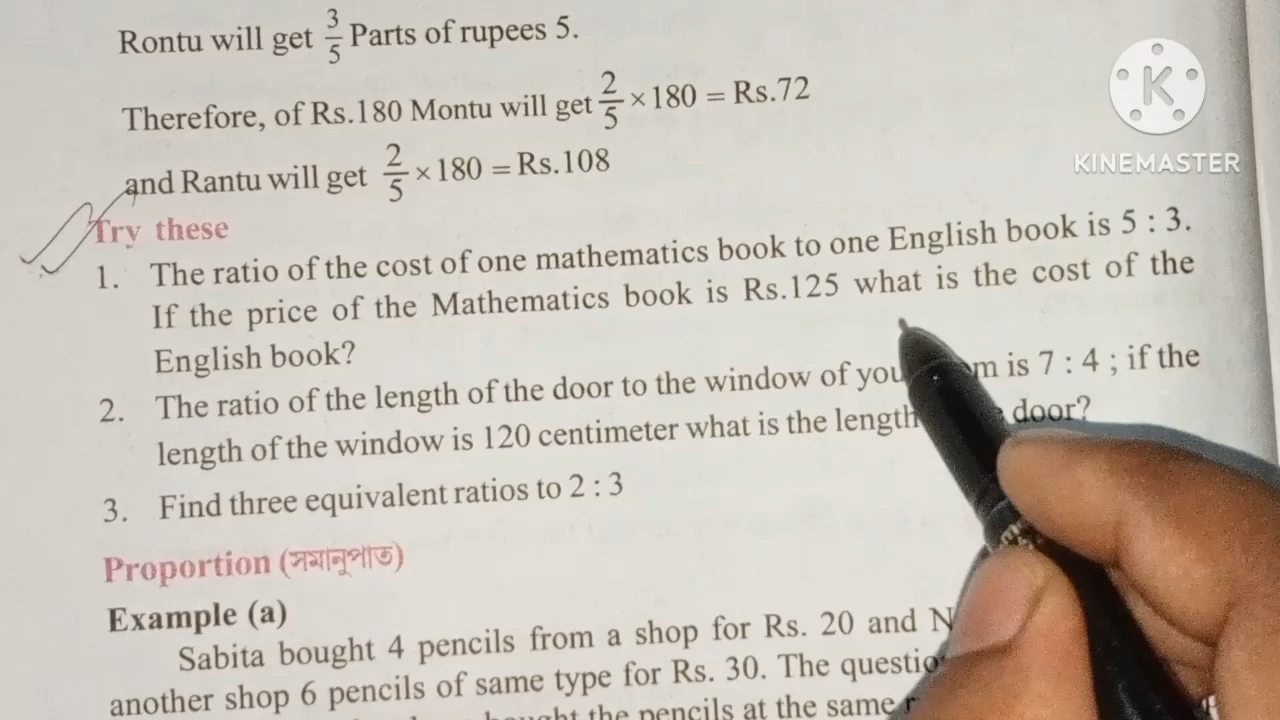 Rontu will get 3/5 Parts of rupees 5.
Therefore, of Rs.180 Montu will get 2/5 × 180 = Rs.72
and Rantu will get 2/5 × 180 = Rs.108
Try these
1. The ratio of the cost of one mathematics book to one English book is 5 : 3.
If the price of the Mathematics book is Rs.125 what is the cost of the
English book?
2. The ratio of the length of the door to the window of is 7 : 4 ; if the
length of the window is 120 centimeter what is the length door?
3. Find three equivalent ratios to 2 : 3
Proportion (সমানুপাত)
Example (a)
Sabita bought 4 pencils from a shop for Rs. 20 and
another shop 6 pencils of same type for Rs. 30. The
the pencils at the same
K
KINEMASTER